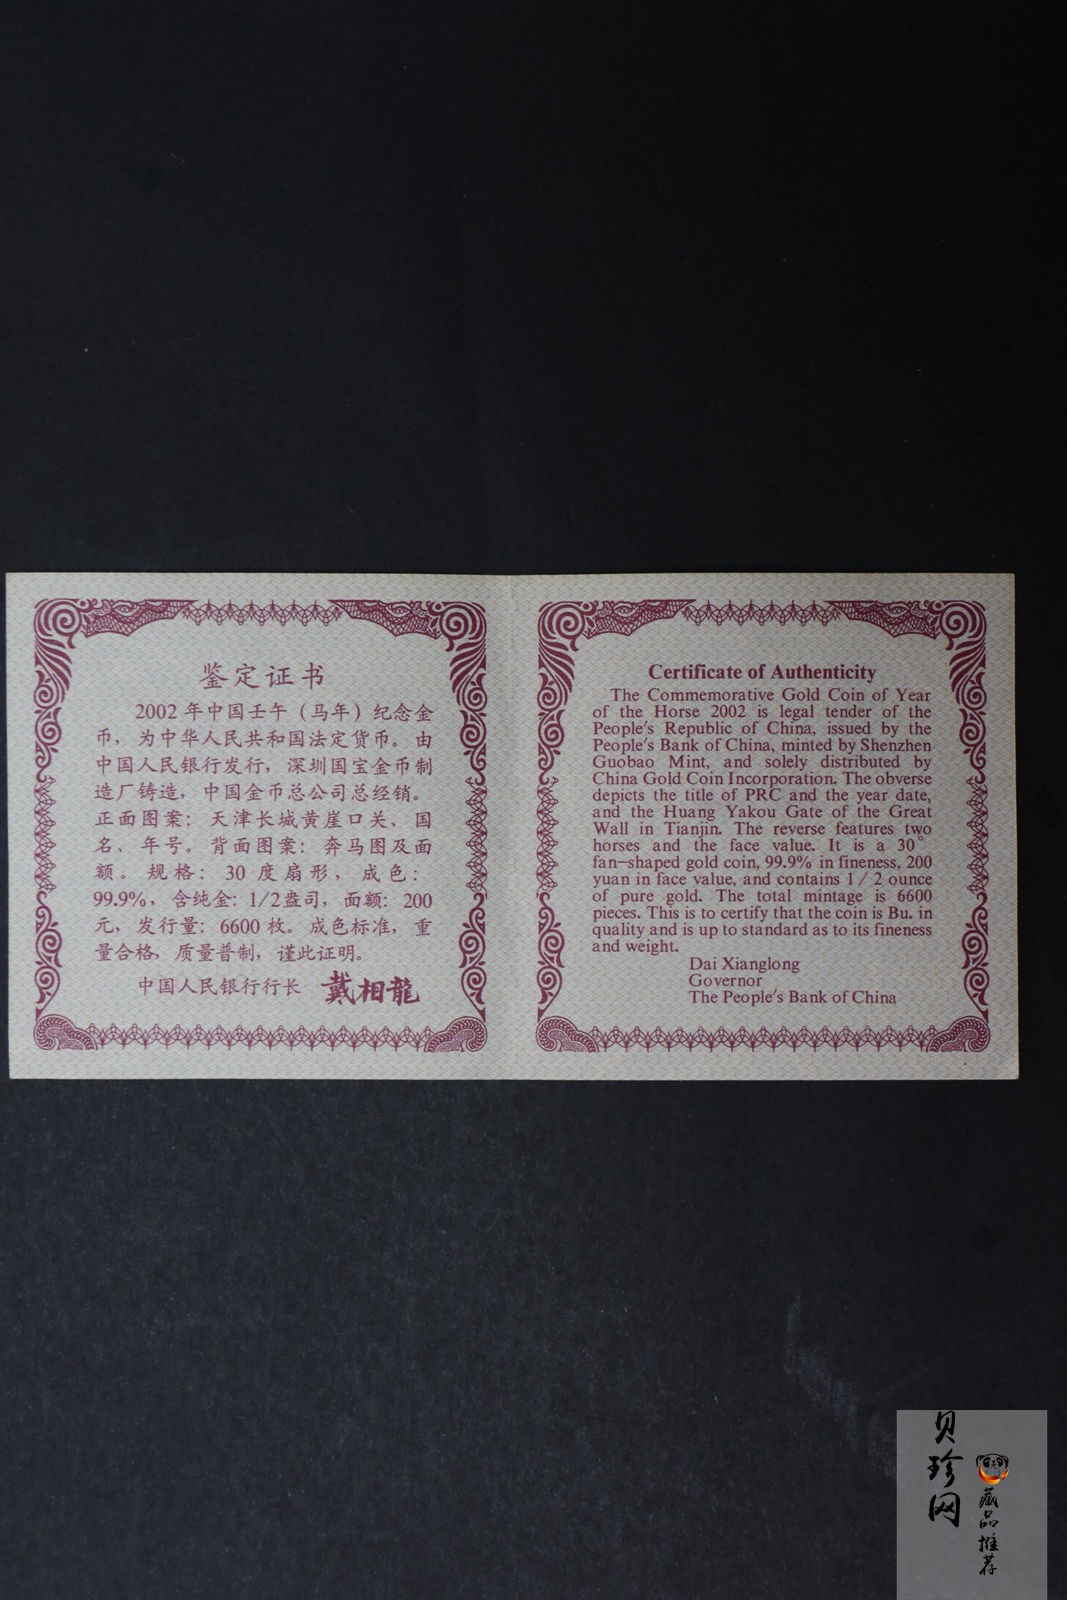 鉴定证书
2002 年中国壬午（马年）纪念金
币，为中华人民共和国法定货币。由
中国人民银行发行，深圳国宝金币制
造厂铸造，中国金币总公司总经销。
正面图案：天津长城黄崖口关、国
名、年号。背面图案：奔马图及面
额。规格：30 度扇形，成色：
99.9%，含纯金：1/2盎司，面额：200
元，发行量：6600 枚。成色标准，重
量合格，质量普制，谨此证明。
中国人民银行行长 戴相龍
Certificate of Authenticity
The Commemorative Gold Coin of Year
of the Horse 2002 is legal tender of the
People's Republic of China, issued by the
People's Bank of China, minted by Shenzhen
Guobao Mint, and solely distributed by
China Gold Coin Incorporation. The obverse
depicts the title of PRC and the year date,
and the Huang Yakou Gate of the Great
Wall in Tianjin. The reverse features two
horses and the face value. It is a 30°
fan-shaped gold coin, 99.9% in fineness, 200
yuan in face value, and contains 1/2 ounce
of pure gold. The total mintage is 6600
pieces. This is to certify that the coin is Bu. in
quality and is up to standard as to its fineness
and weight.
Dai Xianglong
Governor
The People's Bank of China
贝珍网
藏品推荐